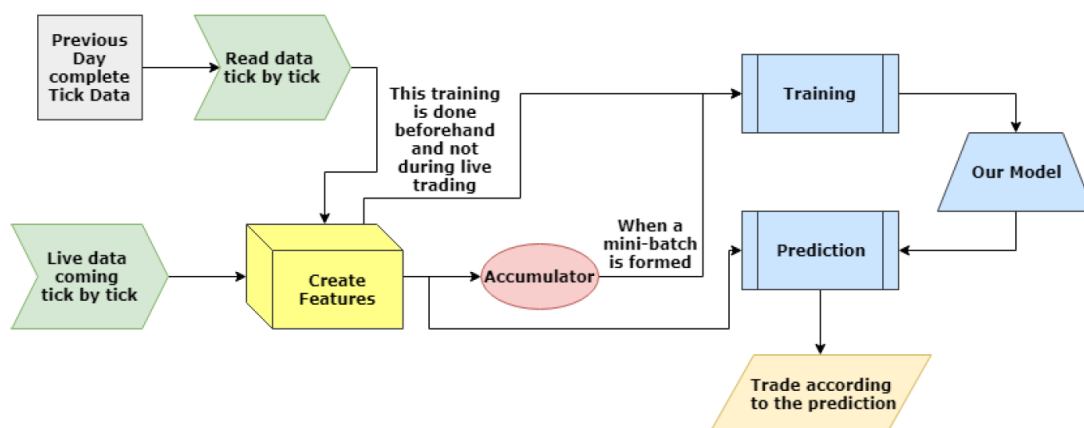 Previous
Day
complete
Tick Data
Read data
tick by tick
This training
is done
beforehand
and not
during live
trading
Training
Our Model
Live data
coming
tick by tick
Create
Features
Accumulator
When a
mini-batch
is formed
Prediction
Trade according
to the prediction